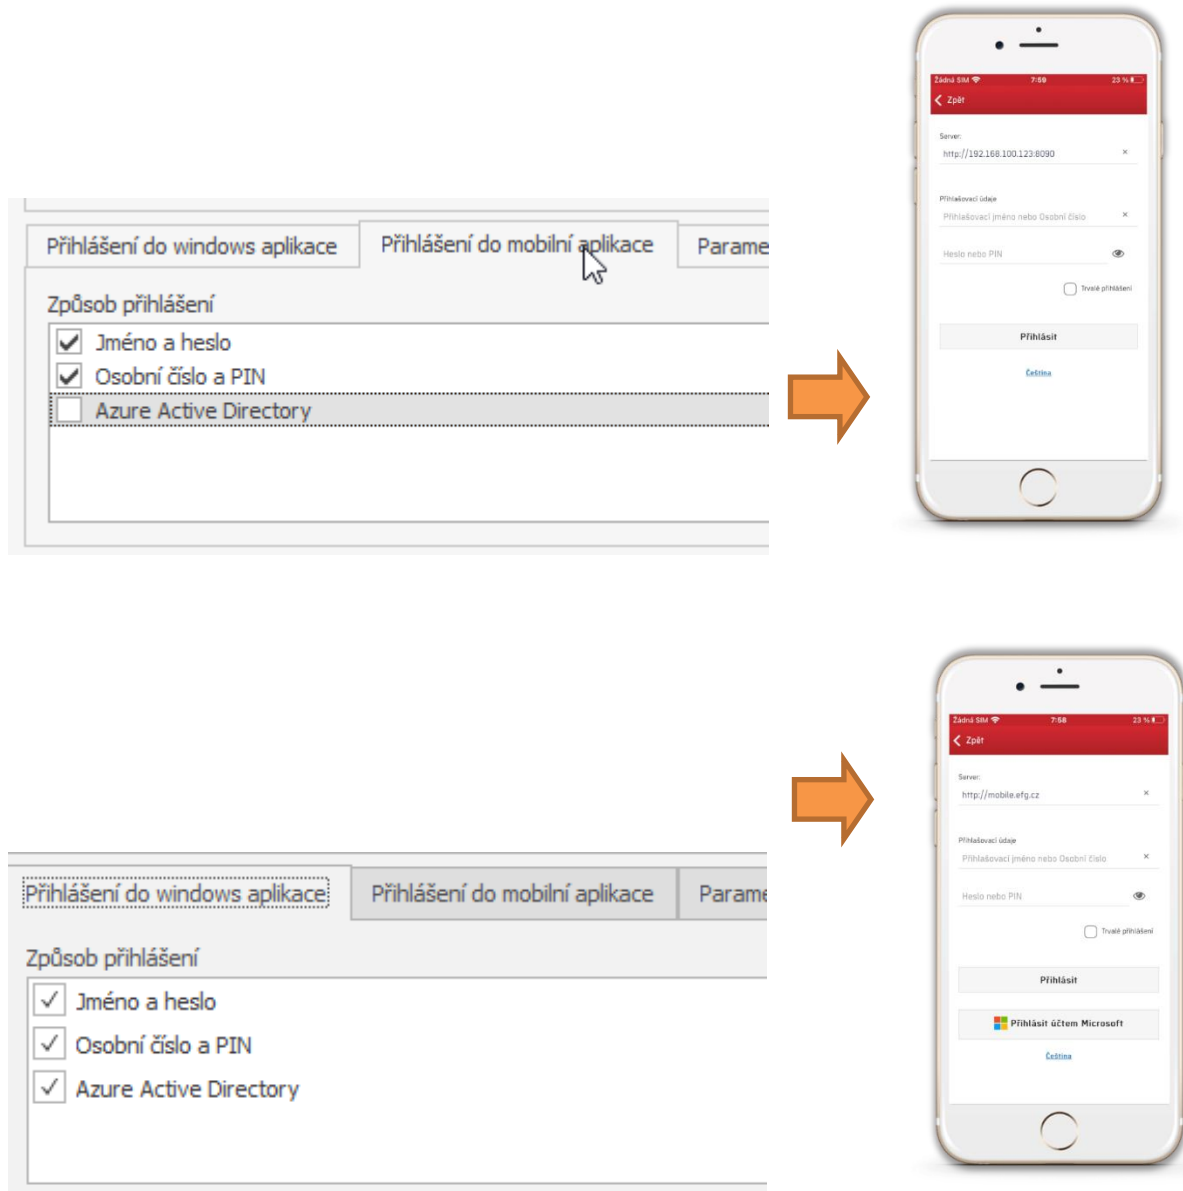 Žádná SIM 7:59 23 %
Zpět
Server:
http://192.168.100.123:8090 ×
Přihlašovací údaje
Přihlašovací jméno nebo Osobní číslo ×
Heslo nebo PIN
Trvalé přihlášení
Přihlásit
Čeština
Přihlášení do windows aplikace Přihlášení do mobilní aplikace Parame
Způsob přihlášení
Jméno a heslo
Osobní číslo a PIN
Azure Active Directory
Žádná SIM 7:58 23 %
Zpět
Server:
http://mobile.efg.cz ×
Přihlašovací údaje
Přihlašovací jméno nebo Osobní číslo ×
Heslo nebo PIN
Trvalé přihlášení
Přihlásit
Přihlásit účtem Microsoft
Čeština
Přihlášení do windows aplikace Přihlášení do mobilní aplikace Parame
Způsob přihlášení
Jméno a heslo
Osobní číslo a PIN
Azure Active Directory